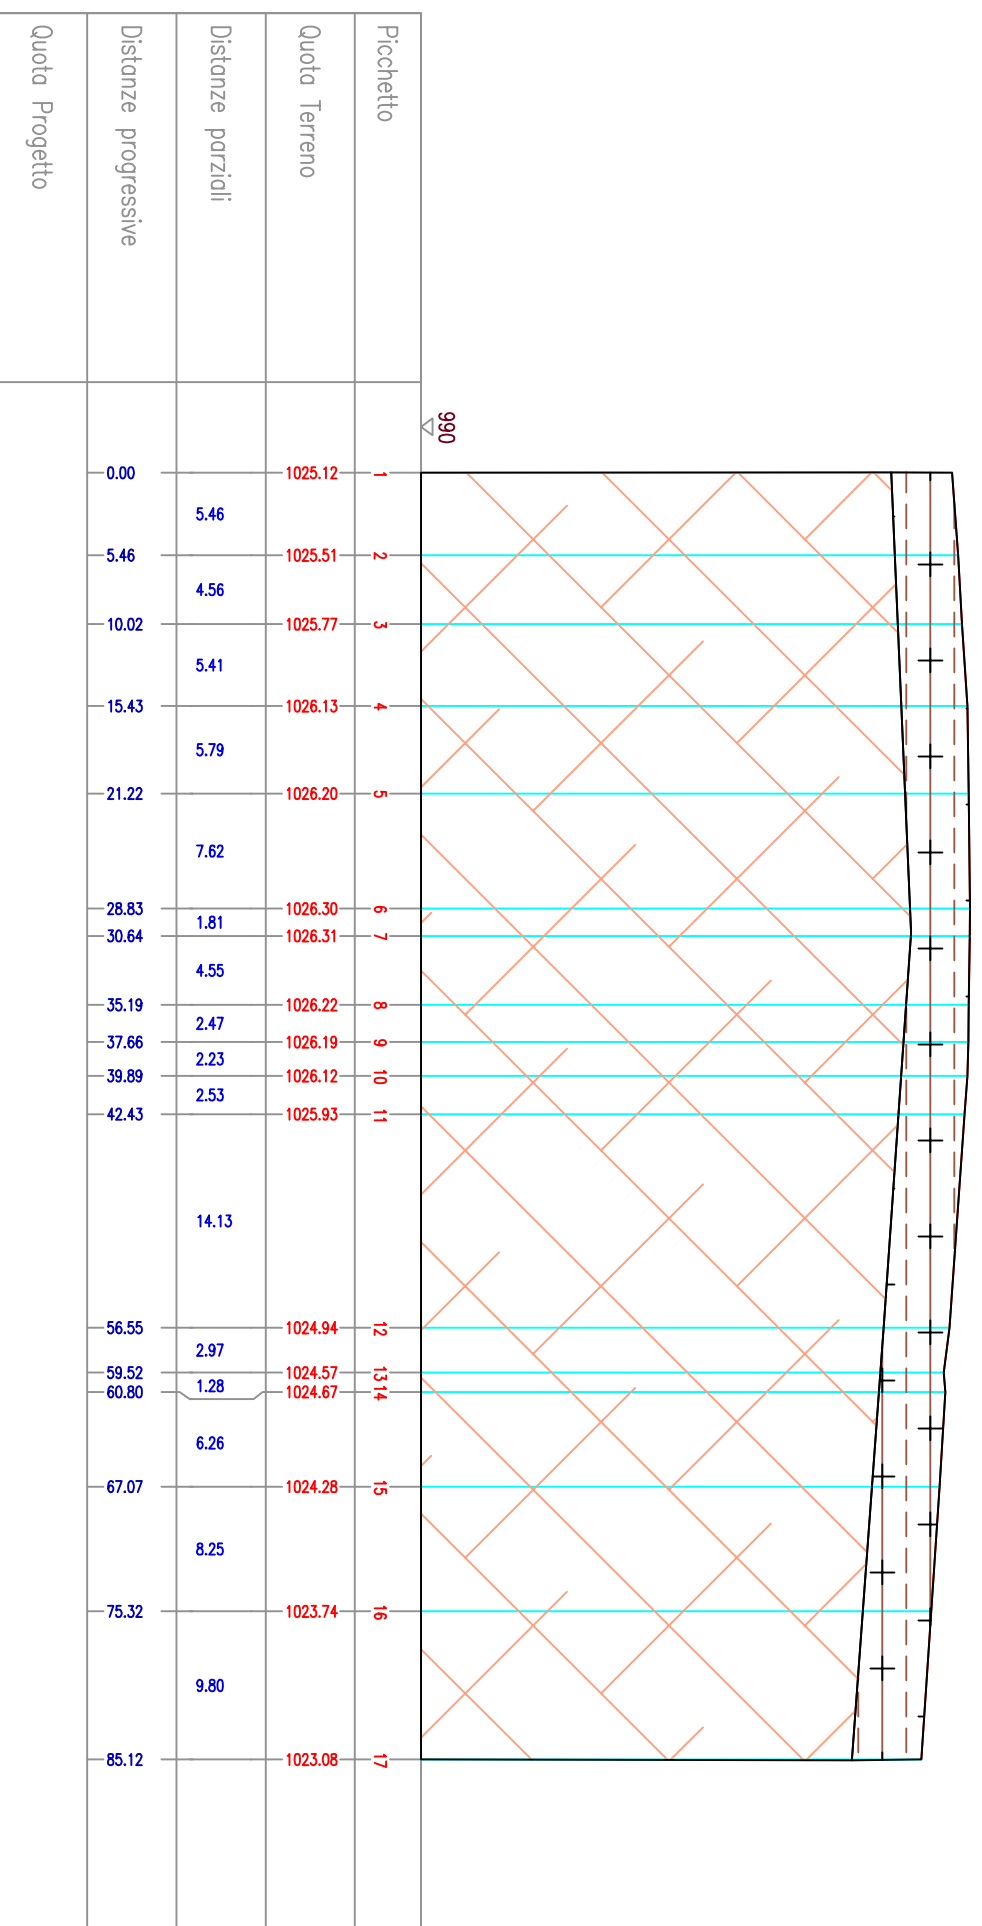 990
Picchetto 1 2 3 4 5 6 7 8 9 10 11 12 13 14 15 16 17
Quota Terreno 1025.12 1025.51 1025.77 1026.13 1026.20 1026.30 1026.31 1026.22 1026.19 1026.12 1025.93 1024.94 1024.57 1024.67 1024.28 1023.74 1023.08
Distanze parziali 5.46 4.56 5.41 5.79 7.62 1.81 4.55 2.47 2.23 2.53 14.13 2.97 1.28 6.26 8.25 9.80
Distanze progressive 0.00 5.46 10.02 15.43 21.22 28.83 30.64 35.19 37.66 39.89 42.43 56.55 59.52 60.80 67.07 75.32 85.12
Quota Progetto